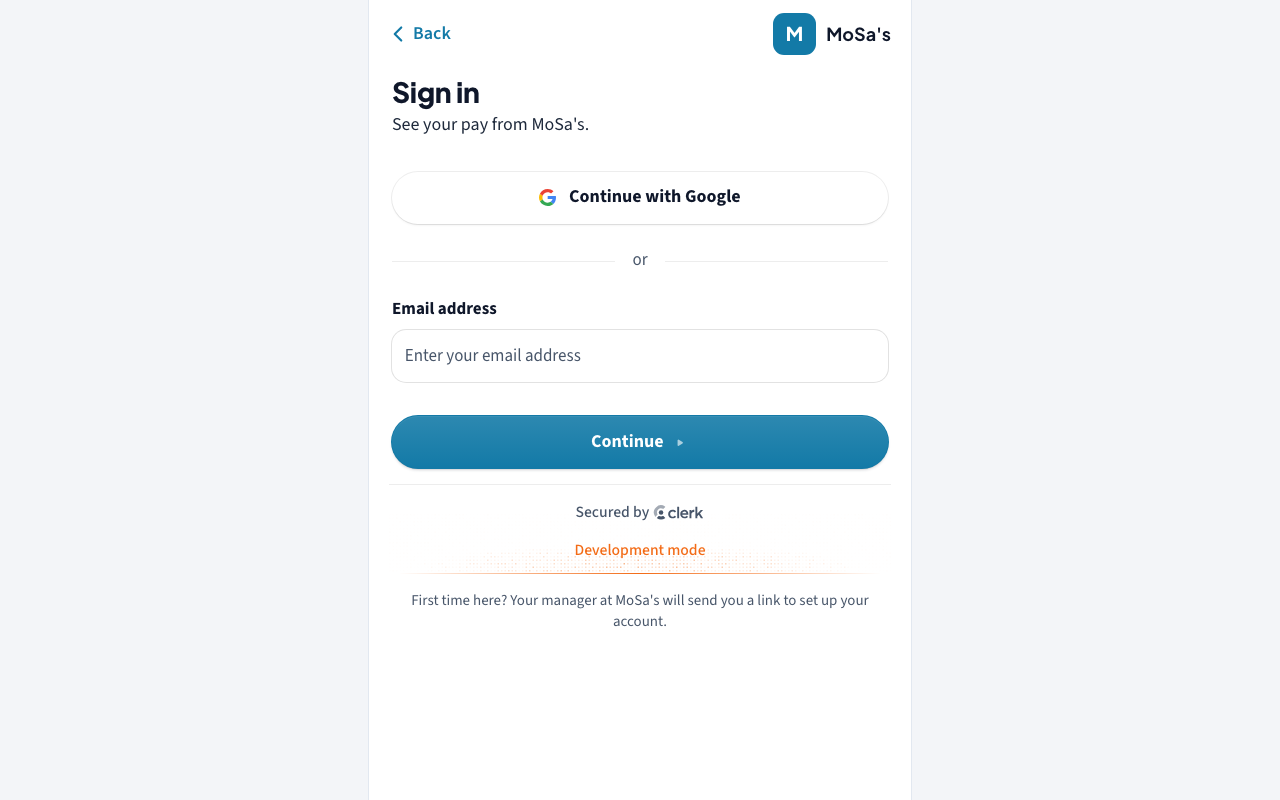 Back
M MoSa's
Sign in
See your pay from MoSa's.
Continue with Google
or
Email address
Enter your email address
Continue
Secured by clerk
Development mode
First time here? Your manager at MoSa's will send you a link to set up your
account.